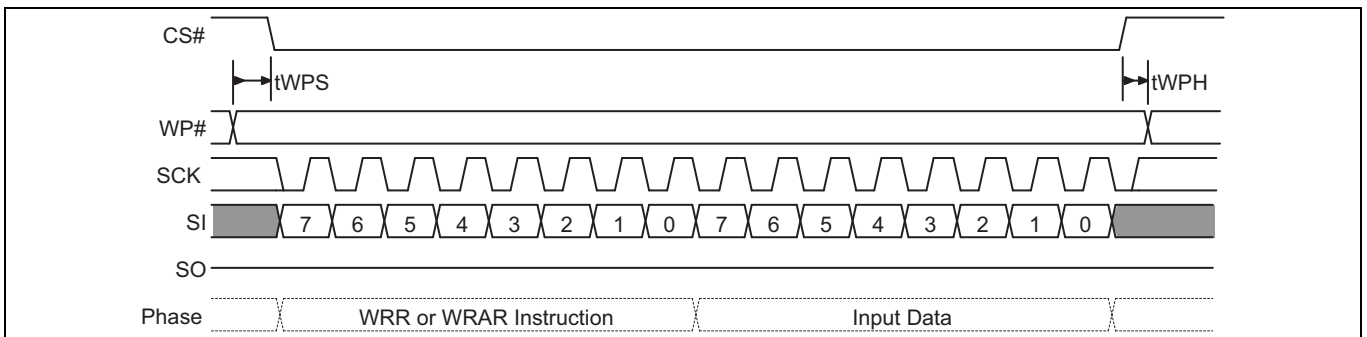 CS#
tWPS
tWPH
WP#
SCK
SI 7 6 5 4 3 2 1 0 7 6 5 4 3 2 1 0
SO
Phase WRR or WRAR Instruction Input Data